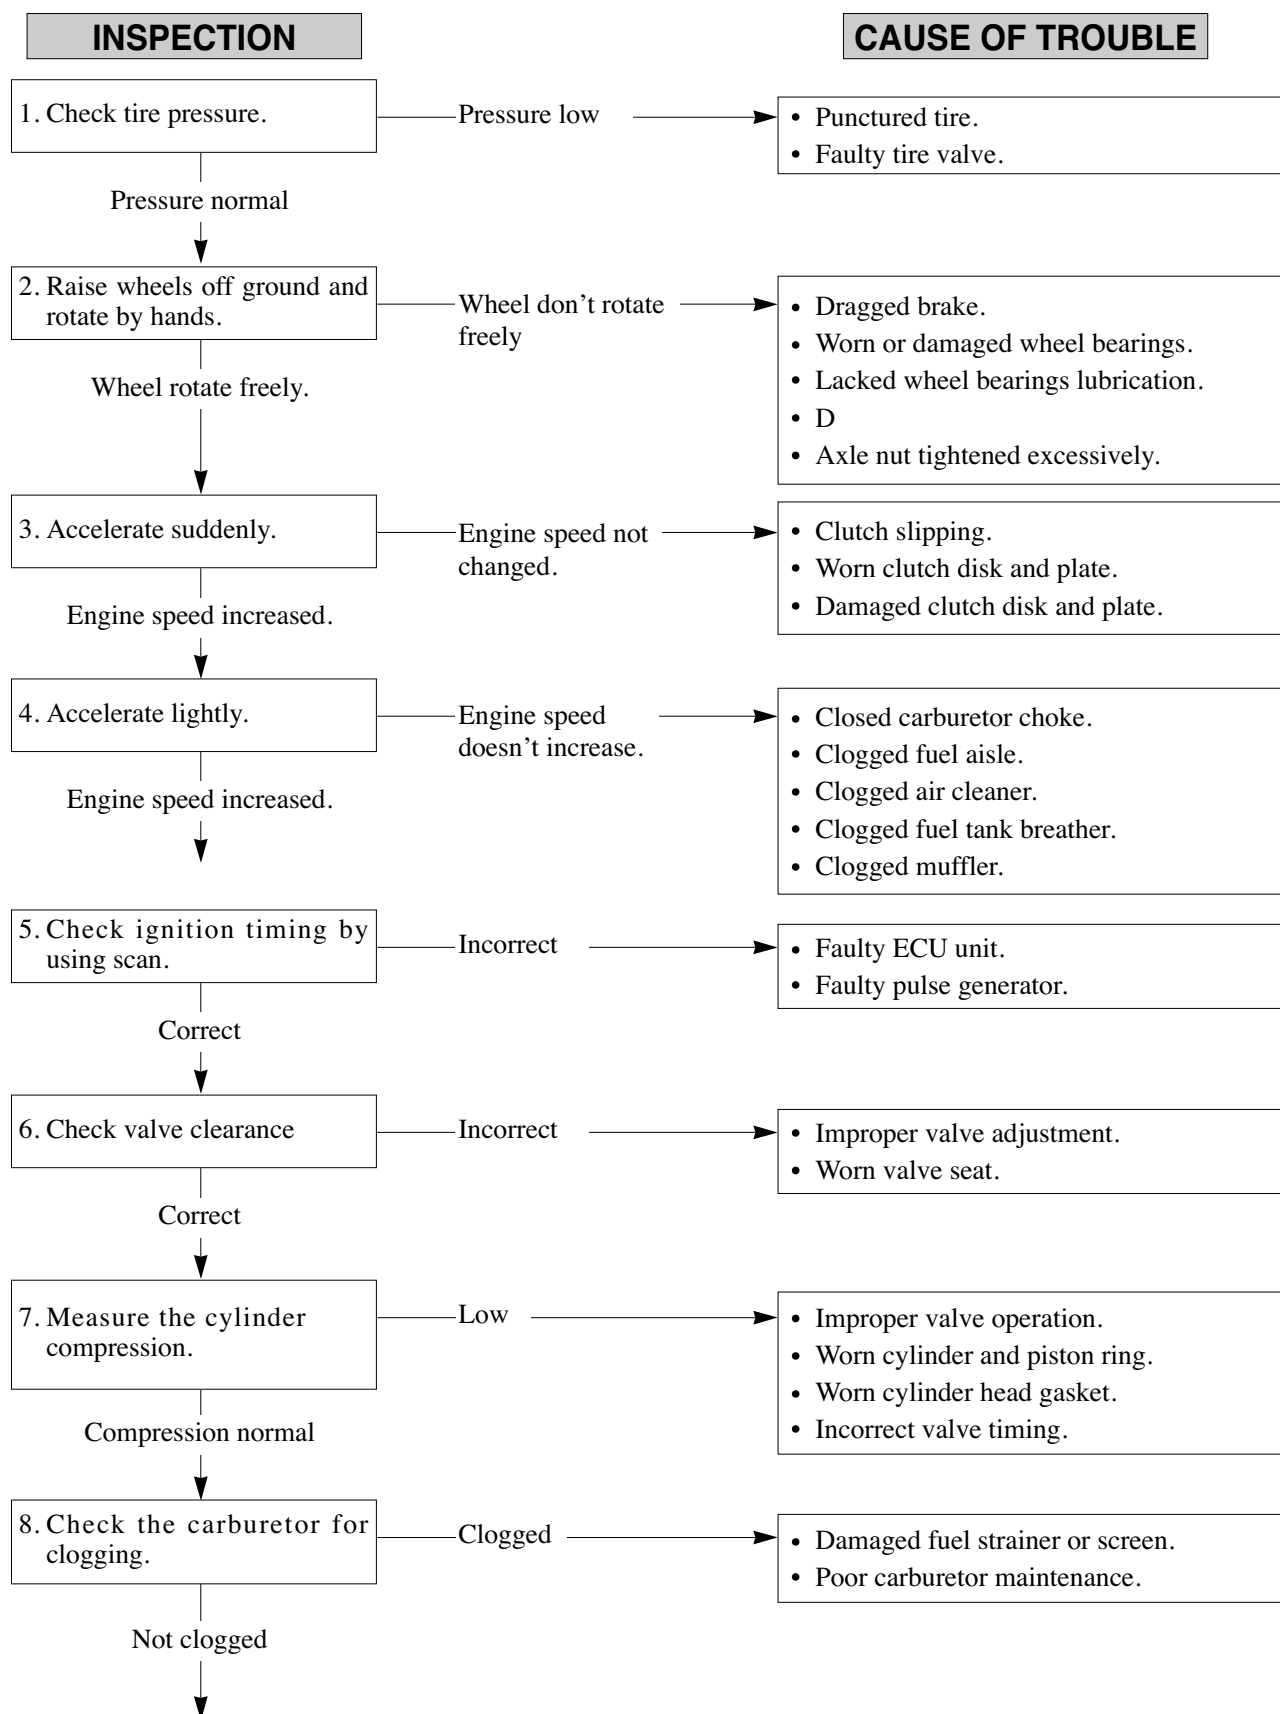 INSPECTION
CAUSE OF TROUBLE
1. Check tire pressure.
Pressure low
• Punctured tire.
• Faulty tire valve.
Pressure normal
2. Raise wheels off ground and
rotate by hands.
Wheel don't rotate
freely
• Dragged brake.
• Worn or damaged wheel bearings.
• Lacked wheel bearings lubrication.
• D
• Axle nut tightened excessively.
Wheel rotate freely.
3. Accelerate suddenly.
Engine speed not
changed.
• Clutch slipping.
• Worn clutch disk and plate.
• Damaged clutch disk and plate.
Engine speed increased.
4. Accelerate lightly.
Engine speed
doesn't increase.
• Closed carburetor choke.
• Clogged fuel aisle.
• Clogged air cleaner.
• Clogged fuel tank breather.
• Clogged muffler.
Engine speed increased.
5. Check ignition timing by
using scan.
Incorrect
• Faulty ECU unit.
• Faulty pulse generator.
Correct
6. Check valve clearance
Incorrect
• Improper valve adjustment.
• Worn valve seat.
Correct
7. Measure the cylinder
compression.
Low
• Improper valve operation.
• Worn cylinder and piston ring.
• Worn cylinder head gasket.
• Incorrect valve timing.
Compression normal
8. Check the carburetor for
clogging.
Clogged
• Damaged fuel strainer or screen.
• Poor carburetor maintenance.
Not clogged